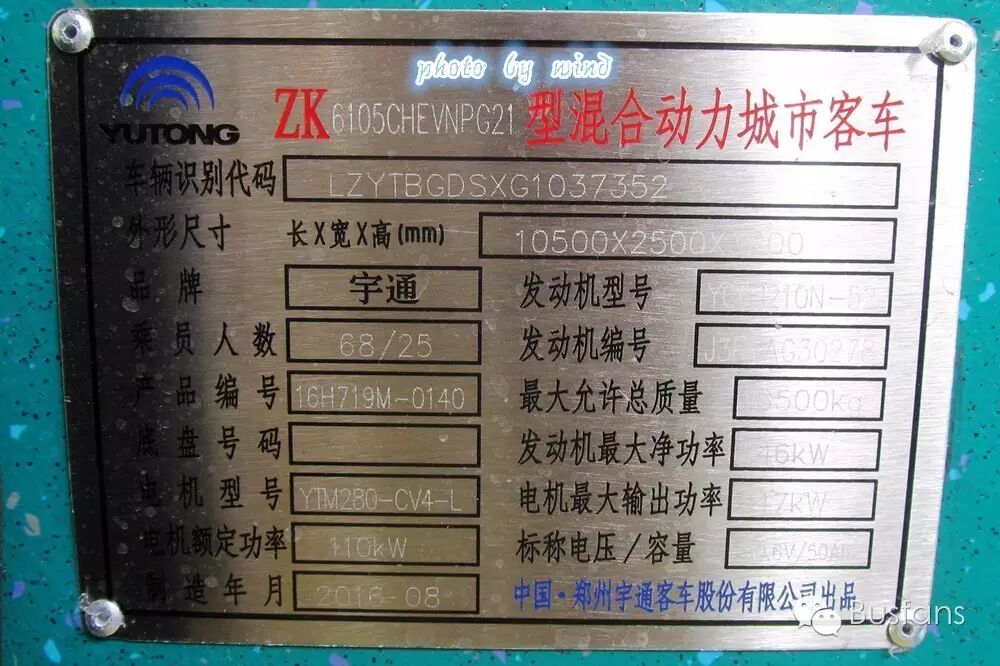 photo by wind
YUTONG
ZK6105CHEVNPG21型混合动力城市客车
车辆识别代码 LZYTBGDSXG1037352
外形尺寸 长X宽X高(mm) 10500X2500X
品牌 宇通 发动机型号
乘员人数 68/25 发动机编号
产品编号 16H719M-0140 最大允许总质量
底盘号码 发动机最大净功率
电机型号 YTM280-CV4-L 电机最大输出功率
电机额定功率 110kW 标称电压/容量
制造年月 2016-08 中国·郑州宇通客车股份有限公司出品
Busfans